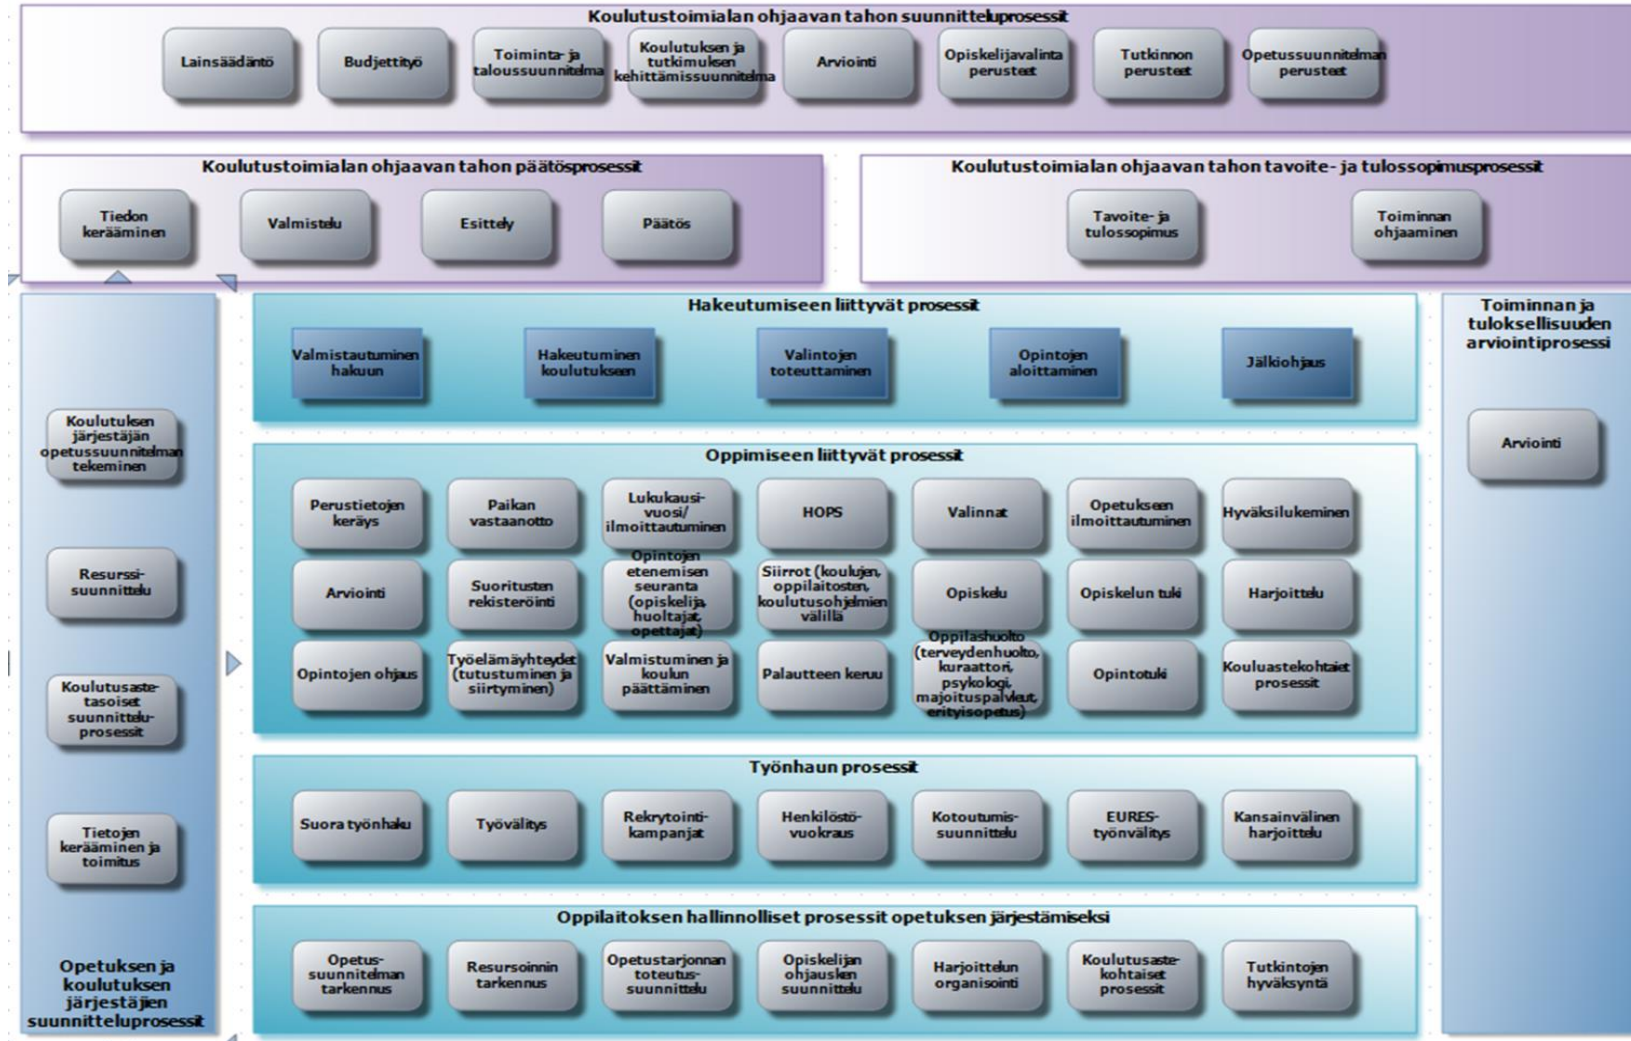 Koulutustoimialan ohjaavan tahon suunnitteluprosessit
Lainsäädäntö
Budjettityö
Toiminta- ja
taloussuunnitelma
Koulutuksen ja
tutkimuksen
kehittämissuunnitelma
Arviointi
Opiskelijavalinta
perusteet
Tutkinnon
perusteet
Opetussuunnitelman
perusteet
Koulutustoimialan ohjaavan tahon päätösprosessit
Tiedon
kerääminen
Valmistelu
Esittely
Päätös
Koulutustoimialan ohjaavan tahon tavoite- ja tulossopimusprosessit
Tavoite- ja
tulossopimus
Toiminnan
ohjaaminen
Koulutuksen
järjestäjän
opetussuunnitelman
tekeminen
Resurssi-
suunnittelu
Koulutusaste-
tasoiset
suunnittelu-
prosessit
Tietojen
kerääminen ja
toimitus
Opetuksen ja
koulutuksen
järjestäjien
suunnitteluprosessit
Hakeutumiseen liittyvät prosessit
Valmistautuminen
hakuun
Hakeutuminen
koulutukseen
Valintojen
toteuttaminen
Opintojen
aloittaminen
Jälkiohjaus
Oppimiseen liittyvät prosessit
Perustietojen
keräys
Paikan
vastaanotto
Lukukausi-
vuosi/
ilmoittautuminen
HOPS
Valinnat
Opetukseen
ilmoittautuminen
Hyväksilukeminen
Arviointi
Suoritusten
rekisteröinti
Opintojen
etenemisen
seuranta
(opiskelija,
huoltajat,
opettajat)
Siirrot (koulujen,
oppilaitosten,
koulutusohjelmien
välillä
Opiskelu
Opiskelun tuki
Harjoittelu
Opintojen ohjaus
Työelämäyhteydet
(tutustuminen ja
siirtyminen)
Valmistuminen ja
koulun
päättäminen
Palautteen keruu
Oppilashuolto
(terveydenhuolto,
kuraattori,
psykologi,
majoituspalvleut,
erityisopetus)
Opintotuki
Kouluastekohtaiet
prosessit
Työnhaun prosessit
Suora työnhaku
Työvälitys
Rekrytointi-
kampanjat
Henkilöstö-
vuokraus
Kotoutumis-
suunnittelu
EURES-
työnvälitys
Kansainvälinen
harjoittelu
Oppilaitoksen hallinnolliset prosessit opetuksen järjestämiseksi
Opetus-
suunnitelman
tarkennus
Resursoinnin
tarkennus
Opetustarjonnan
toteutus-
suunnittelu
Opiskelijan
ohjausken
suunnittelu
Harjoittelun
organisointi
Koulutusaste-
kohtaiset
prosessit
Tutkintojen
hyväksyntä
Toiminnan ja
tuloksellisuuden
arviointiprosessi
Arviointi